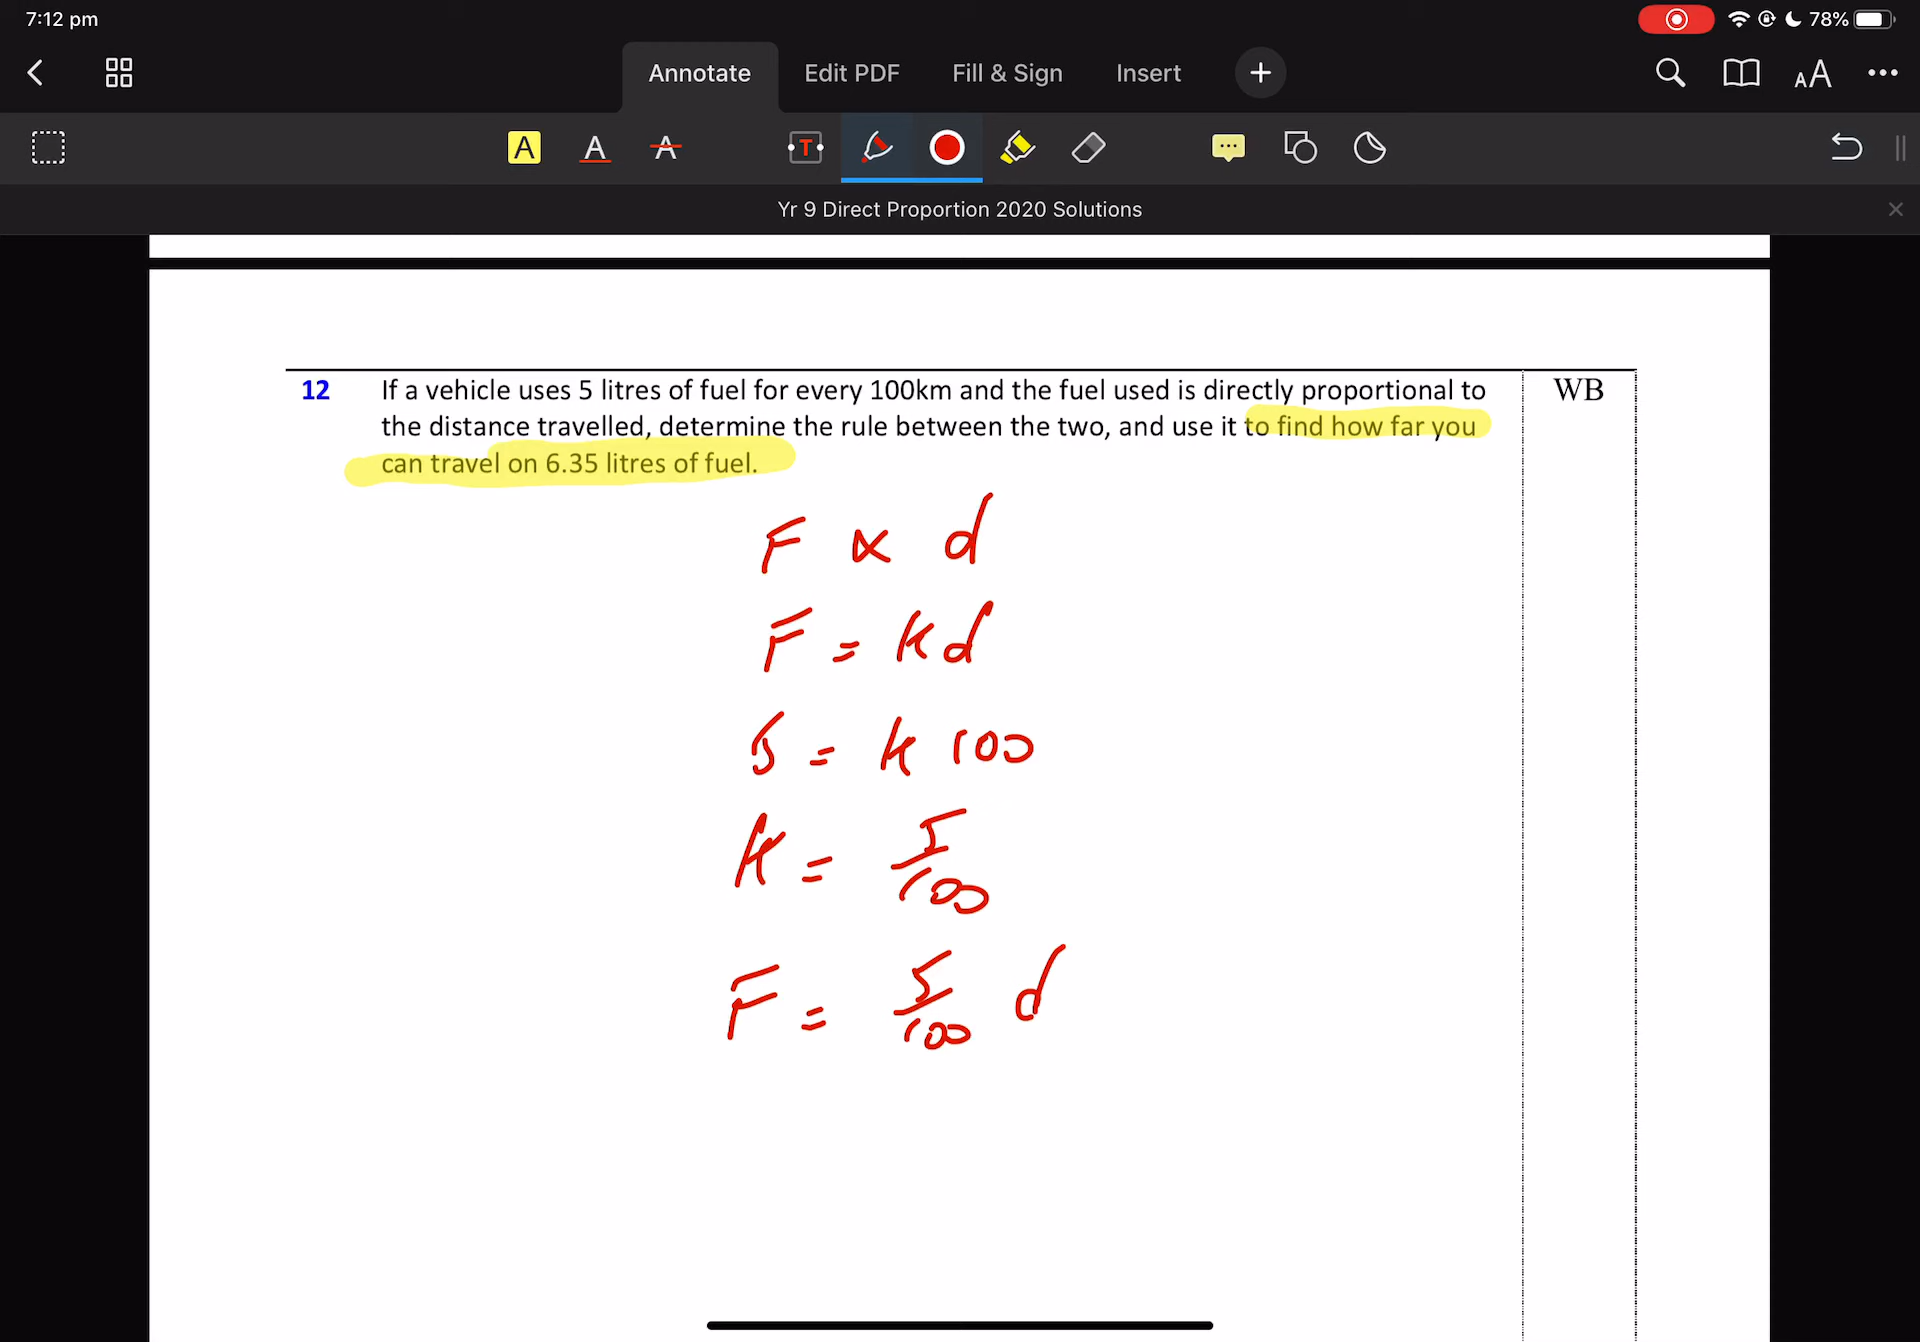 7:12 pm
78%
Annotate Edit PDF Fill & Sign Insert
AA
A A A T
Yr 9 Direct Proportion 2020 Solutions
12 If a vehicle uses 5 litres of fuel for every 100km and the fuel used is directly proportional to WB
the distance travelled, determine the rule between the two, and use it to find how far you
can travel on 6.35 litres of fuel.
F ∝ d
F = kd
5 = k 100
k = 5/100
F = 5/100 d